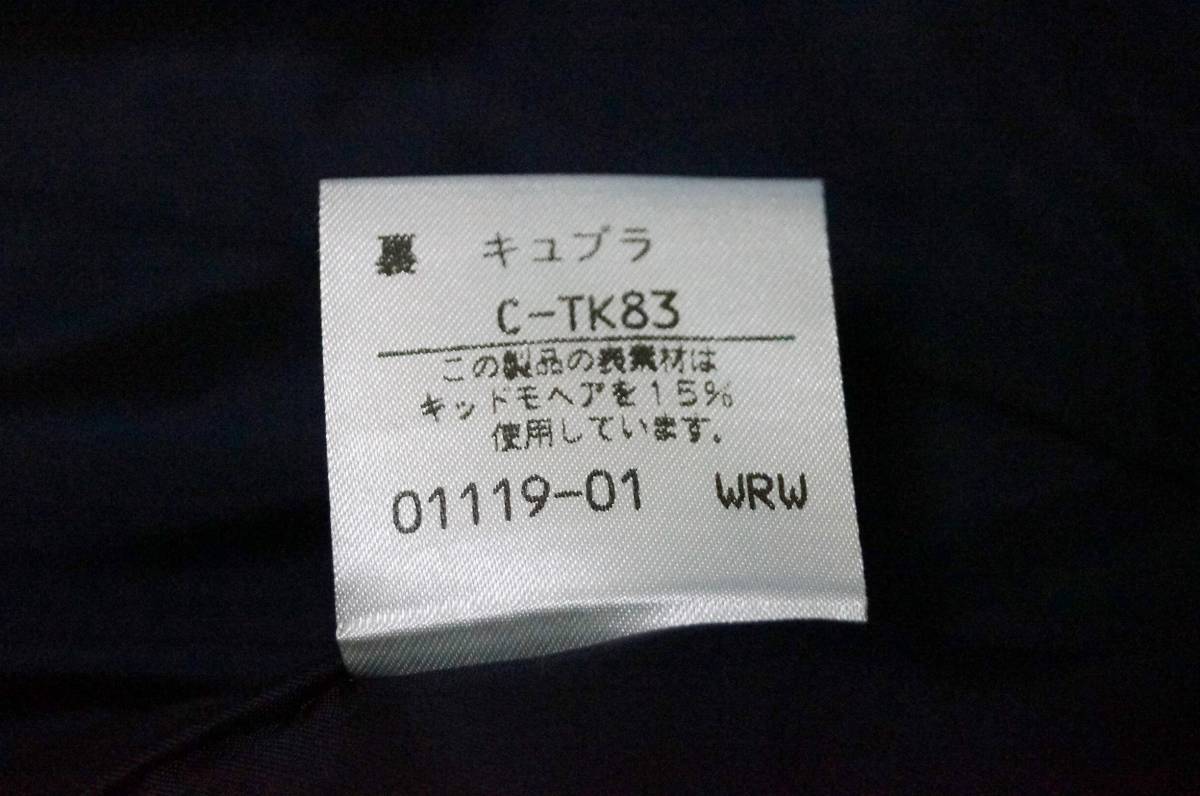 裏 キュプラ
C-TK83
この製品の表素材は
キッドモヘアを15%
使用しています.
01119-01 WRW